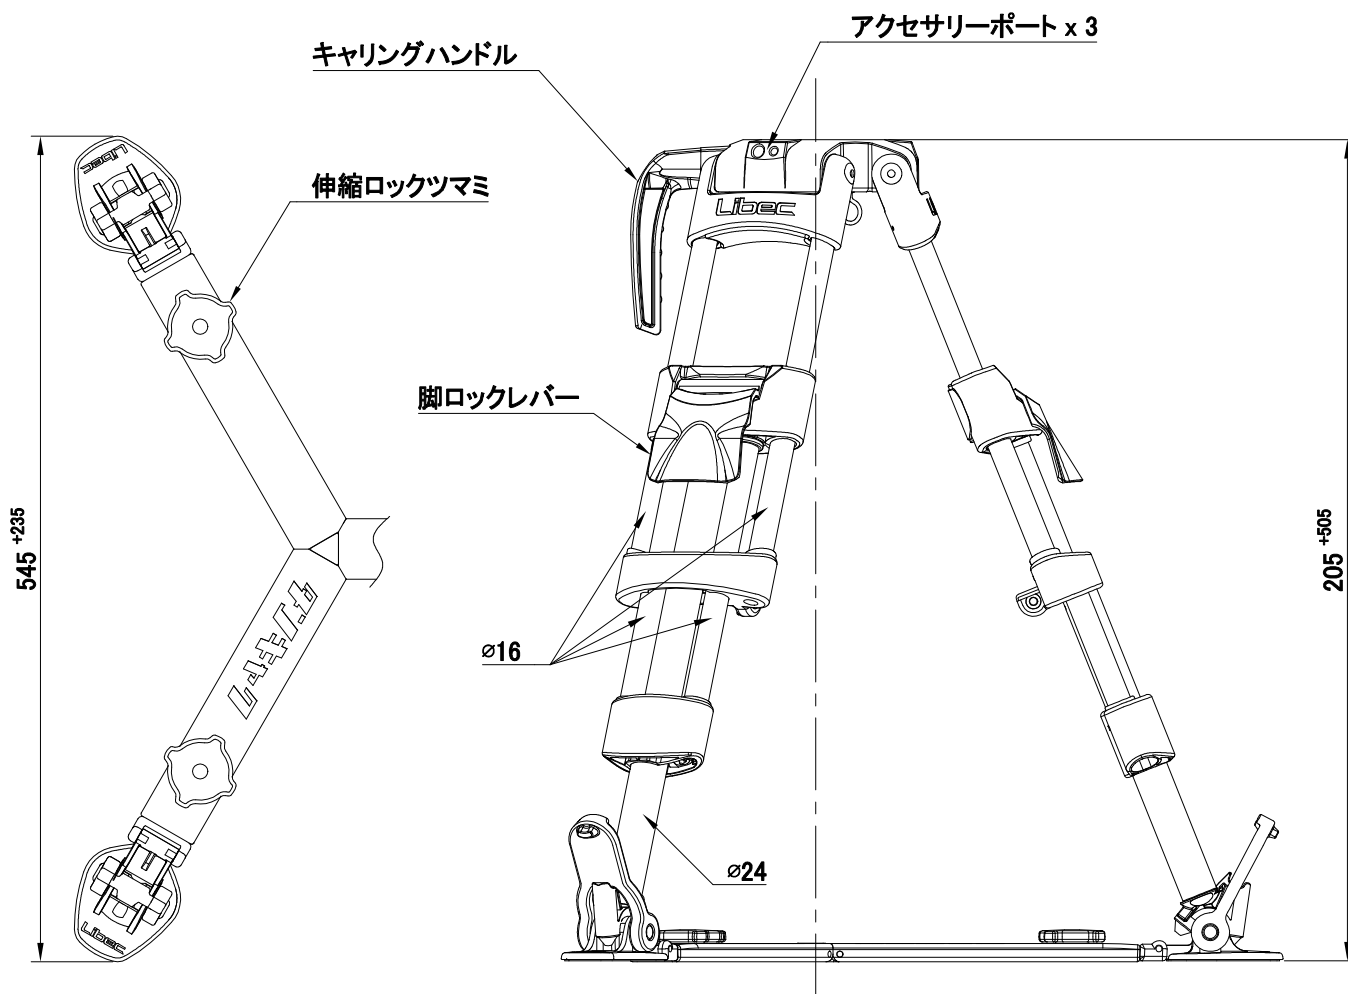 アクセサリーポート x 3
キャリングハンドル
Libec
伸縮ロックツマミ
Libec
脚ロックレバー
545 +235
205 +505
ø16
ø24
Libec